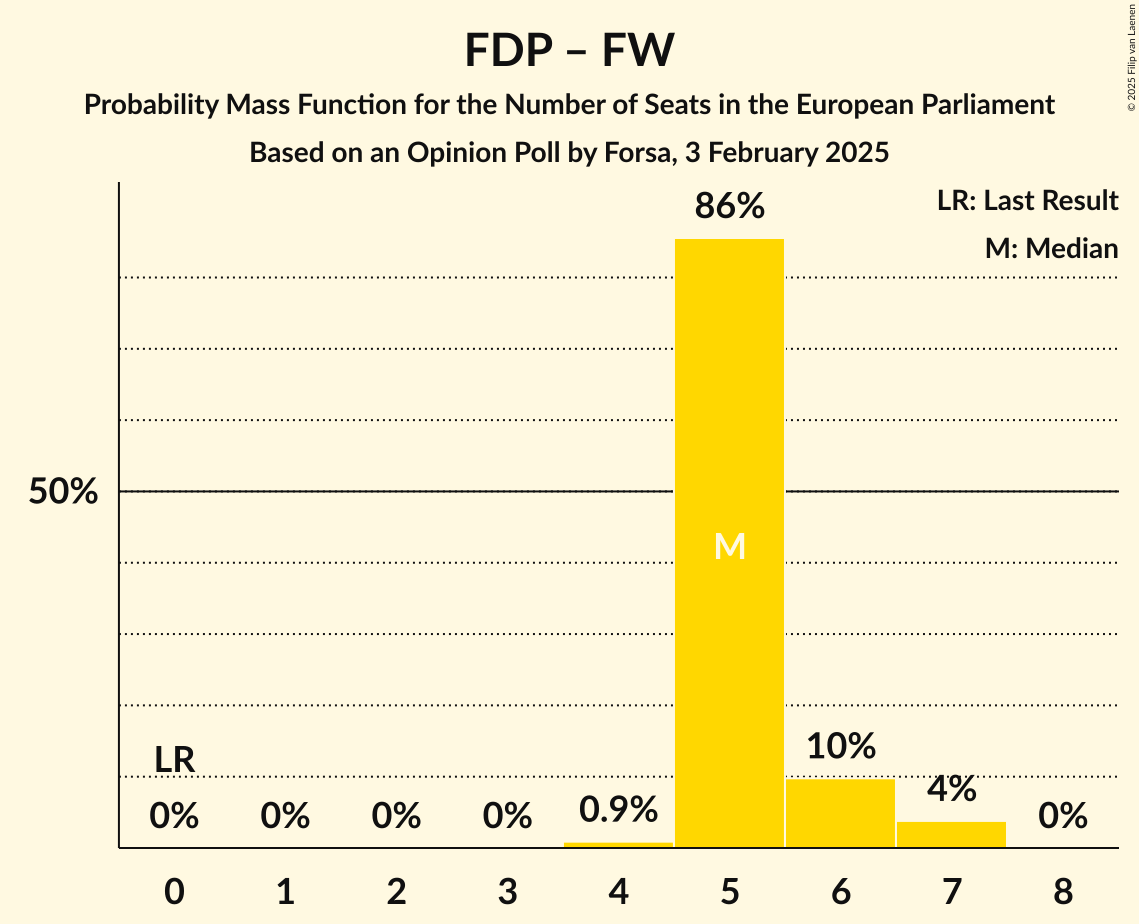 FDP – FW
Probability Mass Function for the Number of Seats in the European Parliament
Based on an Opinion Poll by Forsa, 3 February 2025
© 2025 Filip van Laenen
LR: Last Result
M: Median
86%
50%
M
LR
10%
4%
0% 0% 0% 0% 0.9% 0%
0 1 2 3 4 5 6 7 8